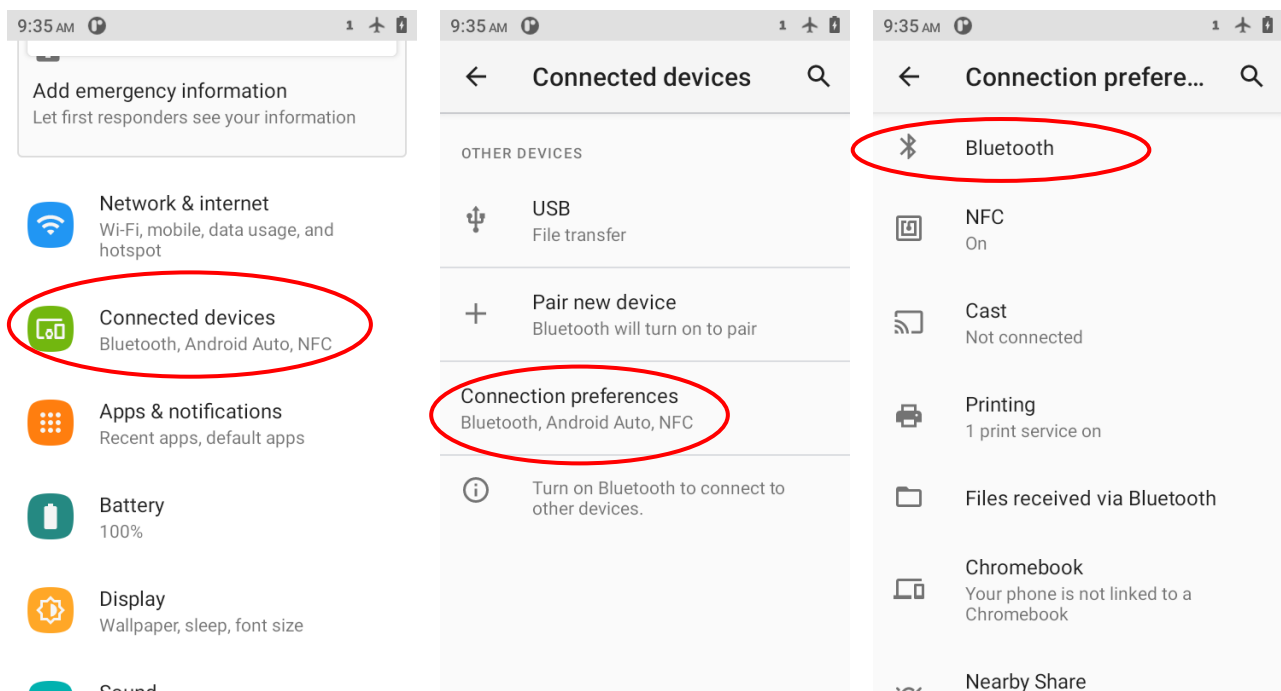 9:35 AM
1
Add emergency information
Let first responders see your information
Network & internet
Wi-Fi, mobile, data usage, and
hotspot
Connected devices
Bluetooth, Android Auto, NFC
Apps & notifications
Recent apps, default apps
Battery
100%
Display
Wallpaper, sleep, font size
Sound
9:35 AM
1
Connected devices
OTHER DEVICES
USB
File transfer
Pair new device
Bluetooth will turn on to pair
Connection preferences
Bluetooth, Android Auto, NFC
Turn on Bluetooth to connect to
other devices.
9:35 AM
1
Connection prefere...
Bluetooth
NFC
On
Cast
Not connected
Printing
1 print service on
Files received via Bluetooth
Chromebook
Your phone is not linked to a
Chromebook
Nearby Share